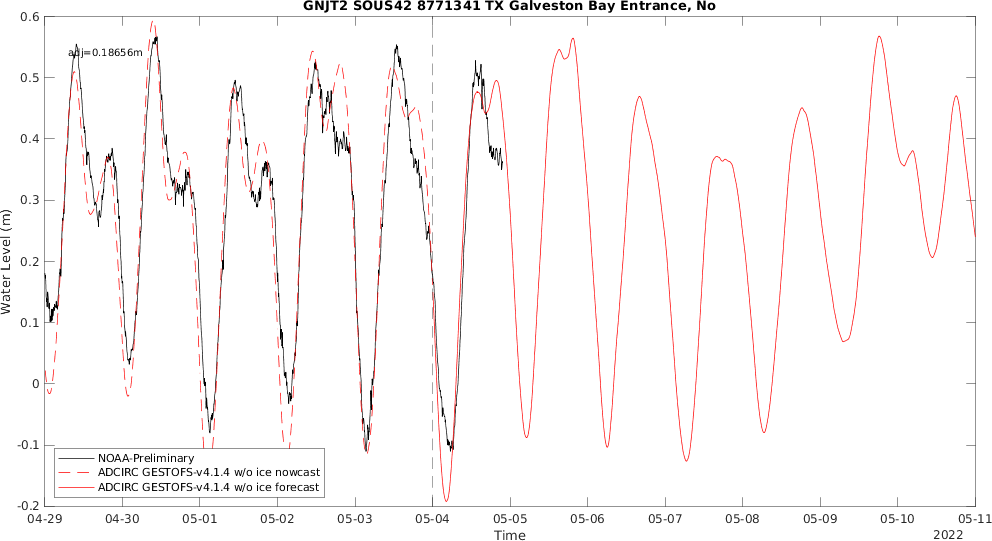 GNJT2 SOUS42 8771341 TX Galveston Bay Entrance, No
adj=0.18656m
0.6
0.5
0.4
0.3
0.2
0.1
0
-0.1
-0.2
Water Level (m)
NOAA-Preliminary
ADCIRC GESTOFS-v4.1.4 w/o ice nowcast
ADCIRC GESTOFS-v4.1.4 w/o ice forecast
04-29 04-30 05-01 05-02 05-03 05-04 05-05 05-06 05-07 05-08 05-09 05-10 05-11
Time
2022